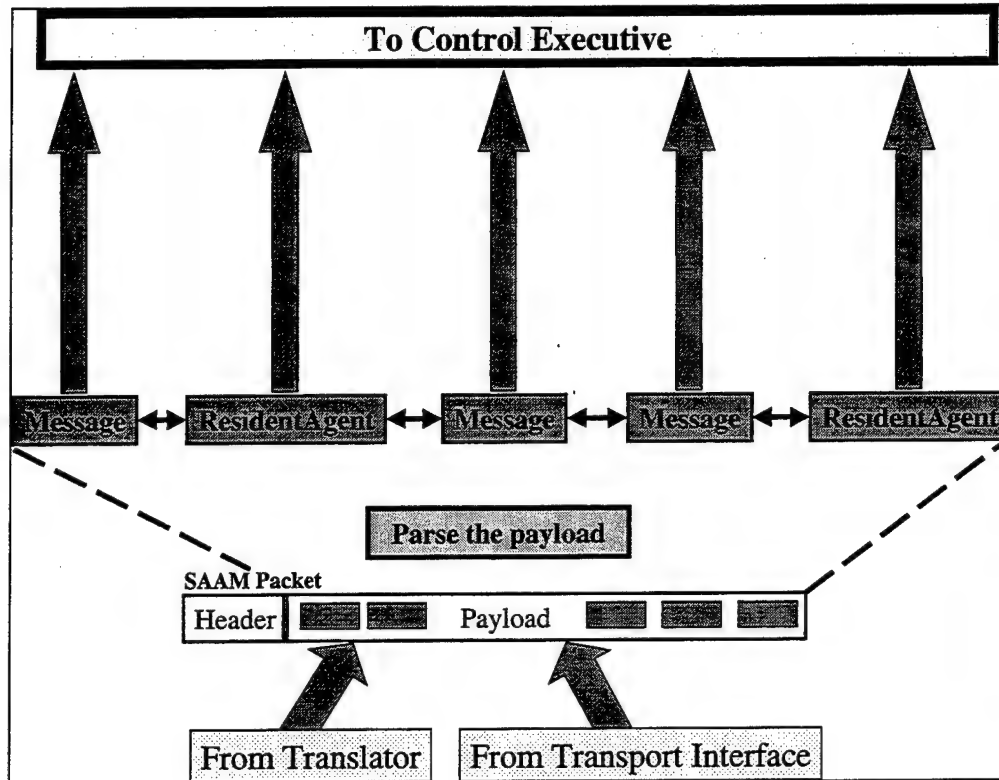 To Control Executive
Message
ResidentAgent
Message
Message
ResidentAgent
Parse the payload
SAAM Packet
Header
Payload
From Translator
From Transport Interface